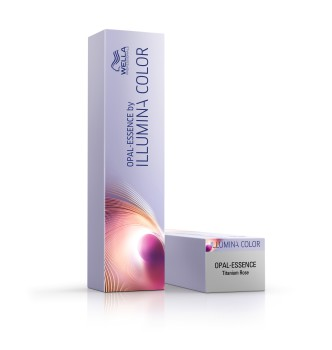 WELLA
OPAL-ESSENCE by
ILLUMINA COLOR
ILLUMINA COLOR
OPAL-ESSENCE
Titanium Rose